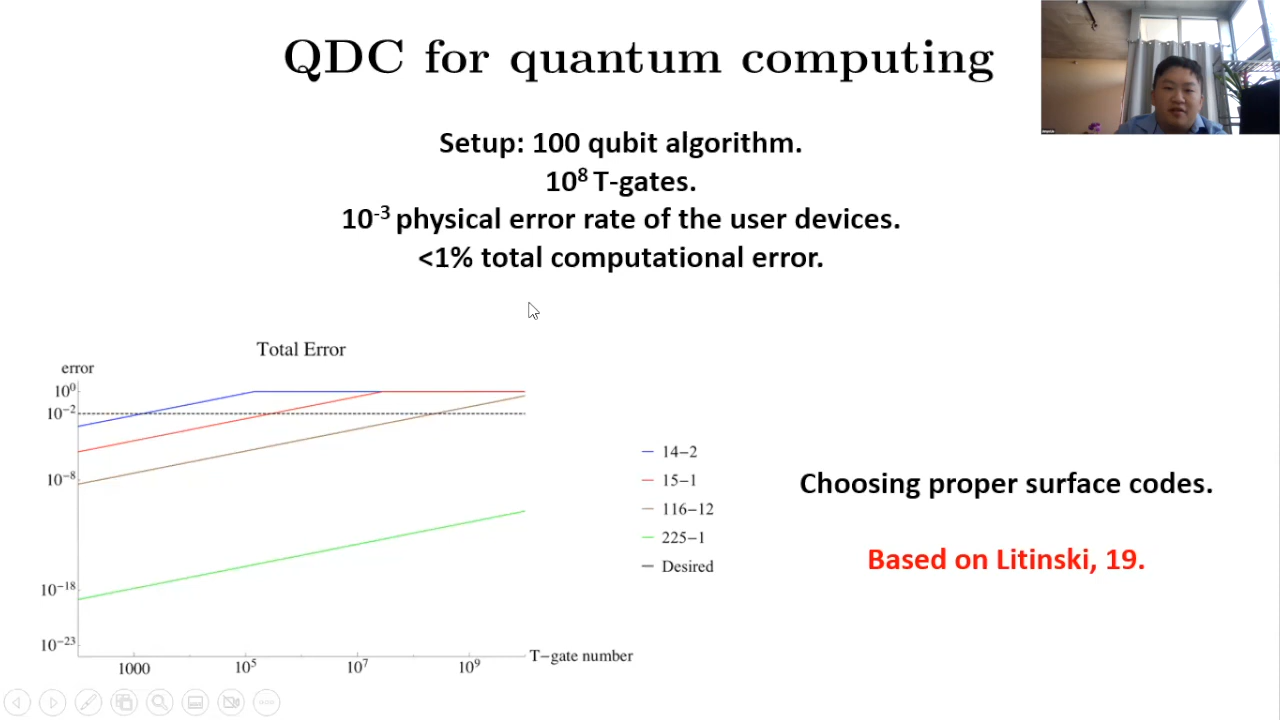 QDC for quantum computing
Setup: 100 qubit algorithm.
10⁸ T-gates.
10⁻³ physical error rate of the user devices.
<1% total computational error.
Total Error
error
10⁰
10⁻²
10⁻⁸
10⁻¹⁸
10⁻²³
1000
10⁵
10⁷
10⁹
T-gate number
14-2
15-1
116-12
225-1
Desired
Choosing proper surface codes.
Based on Litinski, 19.